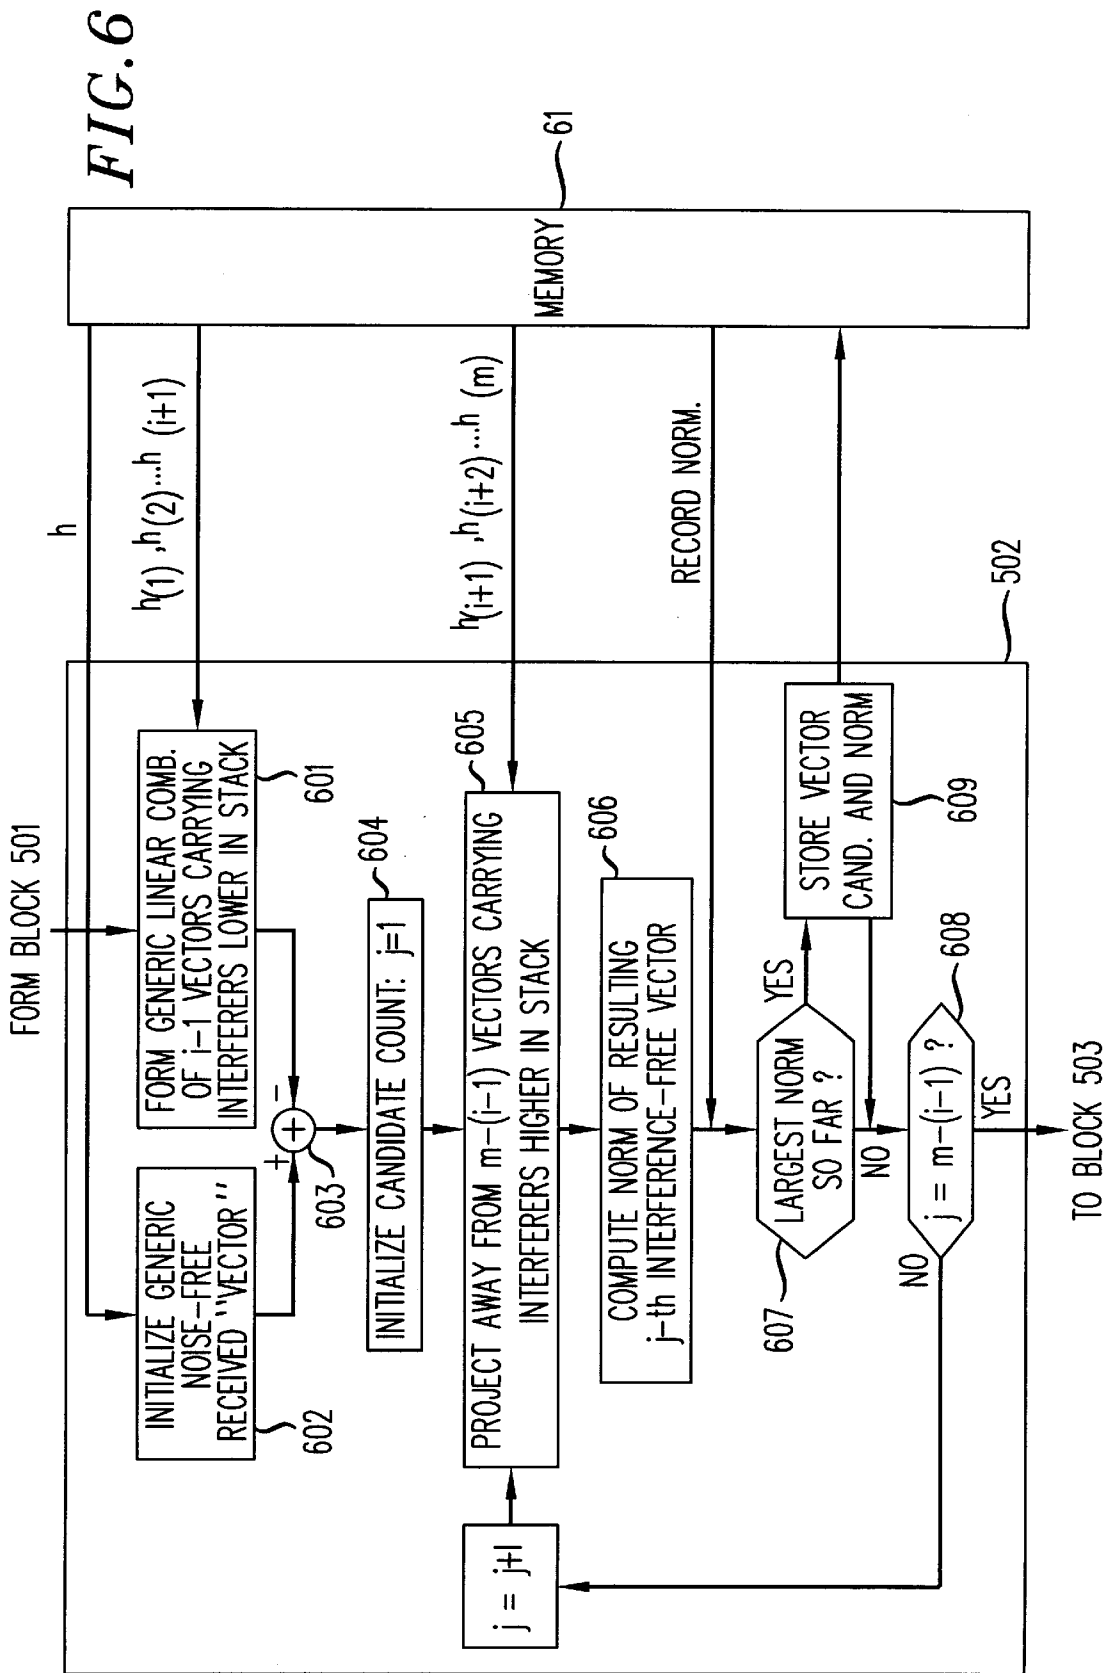 FIG.6
FORM BLOCK 501
h
MEMORY
61
INITIALIZE GENERIC
NOISE-FREE
RECEIVED "VECTOR"
602
FORM GENERIC LINEAR COMB.
OF i-1 VECTORS CARRYING
INTERFERERS LOWER IN STACK
601
h(1) ,h(2) ...h (i+1)
+
-
+
603
INITIALIZE CANDIDATE COUNT: j=1
604
j = j+1
PROJECT AWAY FROM m-(i-1) VECTORS CARRYING
INTERFERERS HIGHER IN STACK
605
h(i+1) ,h(i+2) ...h (m)
COMPUTE NORM OF RESULTING
j-th INTERFERENCE-FREE VECTOR
606
RECORD NORM.
LARGEST NORM
SO FAR ?
607
YES
NO
STORE VECTOR
CAND. AND NORM
609
j = m-(i-1) ?
608
NO
YES
502
TO BLOCK 503